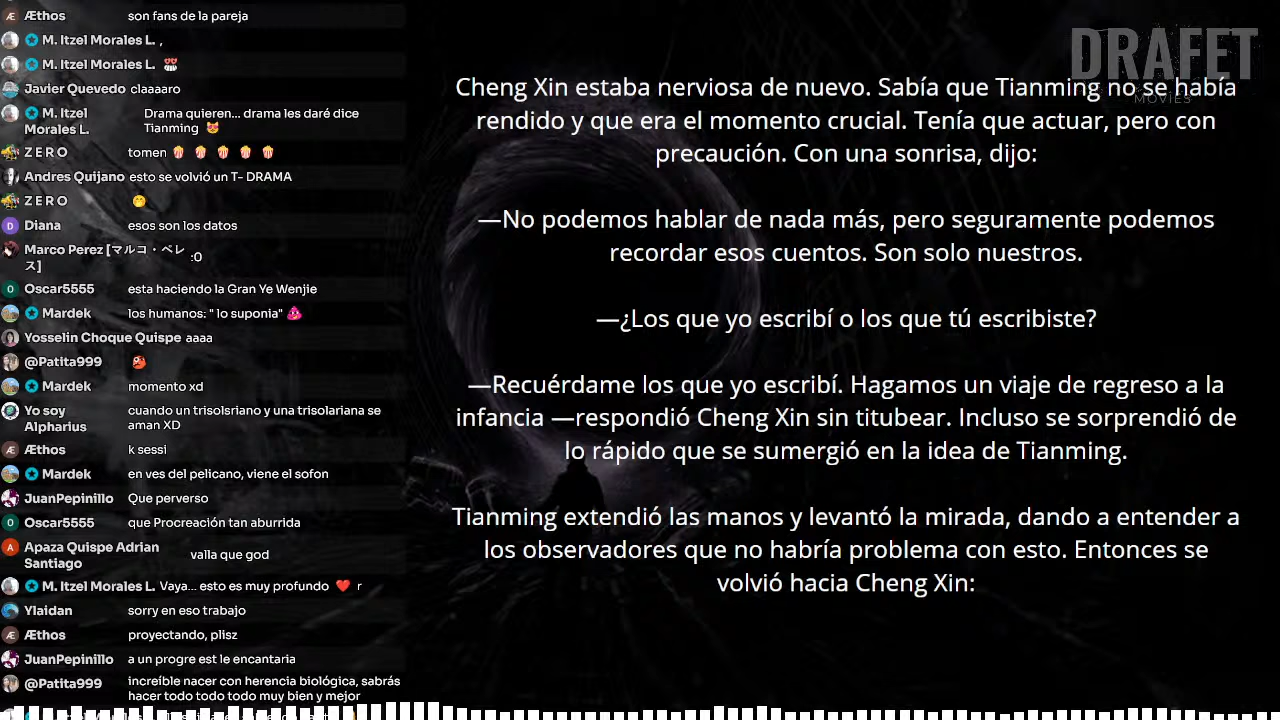 Æthos son fans de la pareja
M. Itzel Morales L. ,
M. Itzel Morales L.
Javier Quevedo claaaaro
M. Itzel Morales L. Drama quieren... drama les daré dice
Tianming
Z E R O tomen
Andres Quijano esto se volvió un T- DRAMA
Z E R O
Diana esos son los datos
Marco Perez [マルコ・ペレ
ス] :O
Oscar5555 esta haciendo la Gran Ye Wenjie
Mardek los humanos: " lo suponia"
Yosselin Choque Quispe aaaa
@Patita999
Mardek momento xd
Yo soy Alpharius cuando un trisolsriano y una trisolariana se
aman XD
Æthos k sessi
Mardek en ves del pelicano, viene el sofon
JuanPepinillo Que perverso
Oscar5555 que Procreación tan aburrida
Apaza Quispe Adrian
Santiago valla que god
M. Itzel Morales L. Vaya... esto es muy profundo r
Ylaidan sorry en eso trabajo
Æthos proyectando, plisz
JuanPepinillo a un progre est le encantaria
@Patita999 increíble nacer con herencia biológica, sabrás
hacer todo todo todo muy bien y mejor
DRAFET
MOVIES
Cheng Xin estaba nerviosa de nuevo. Sabía que Tianming no se había
rendido y que era el momento crucial. Tenía que actuar, pero con
precaución. Con una sonrisa, dijo:
—No podemos hablar de nada más, pero seguramente podemos
recordar esos cuentos. Son solo nuestros.
—¿Los que yo escribí o los que tú escribiste?
—Recuérdame los que yo escribí. Hagamos un viaje de regreso a la
infancia —respondió Cheng Xin sin titubear. Incluso se sorprendió de
lo rápido que se sumergió en la idea de Tianming.
Tianming extendió las manos y levantó la mirada, dando a entender a
los observadores que no habría problema con esto. Entonces se
volvió hacia Cheng Xin: